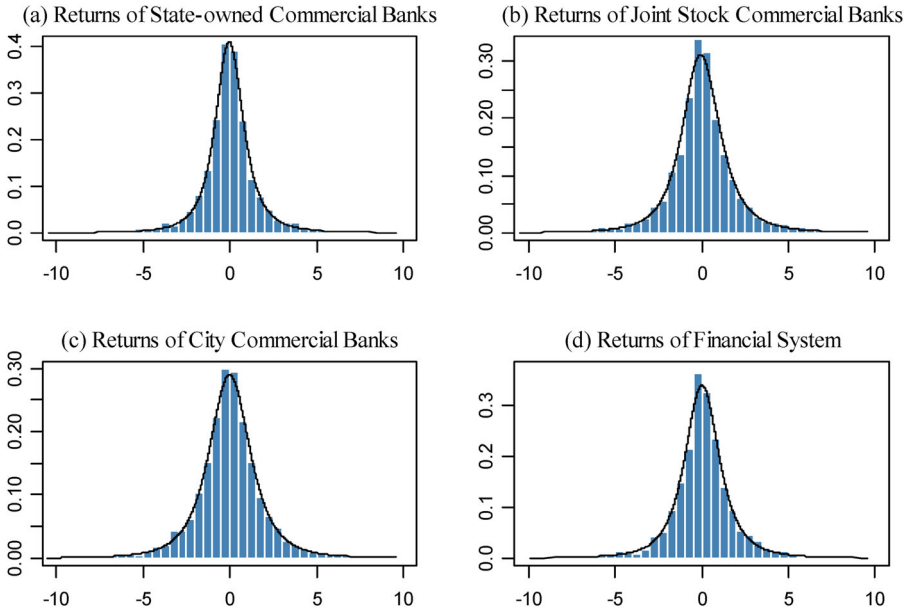 (a) Returns of State-owned Commercial Banks
0.4
0.3
0.2
0.1
0.0
-10 -5 0 5 10
(b) Returns of Joint Stock Commercial Banks
0.30
0.20
0.10
0.00
-10 -5 0 5 10
(c) Returns of City Commercial Banks
0.30
0.20
0.10
0.00
-10 -5 0 5 10
(d) Returns of Financial System
0.3
0.2
0.1
0.0
-10 -5 0 5 10